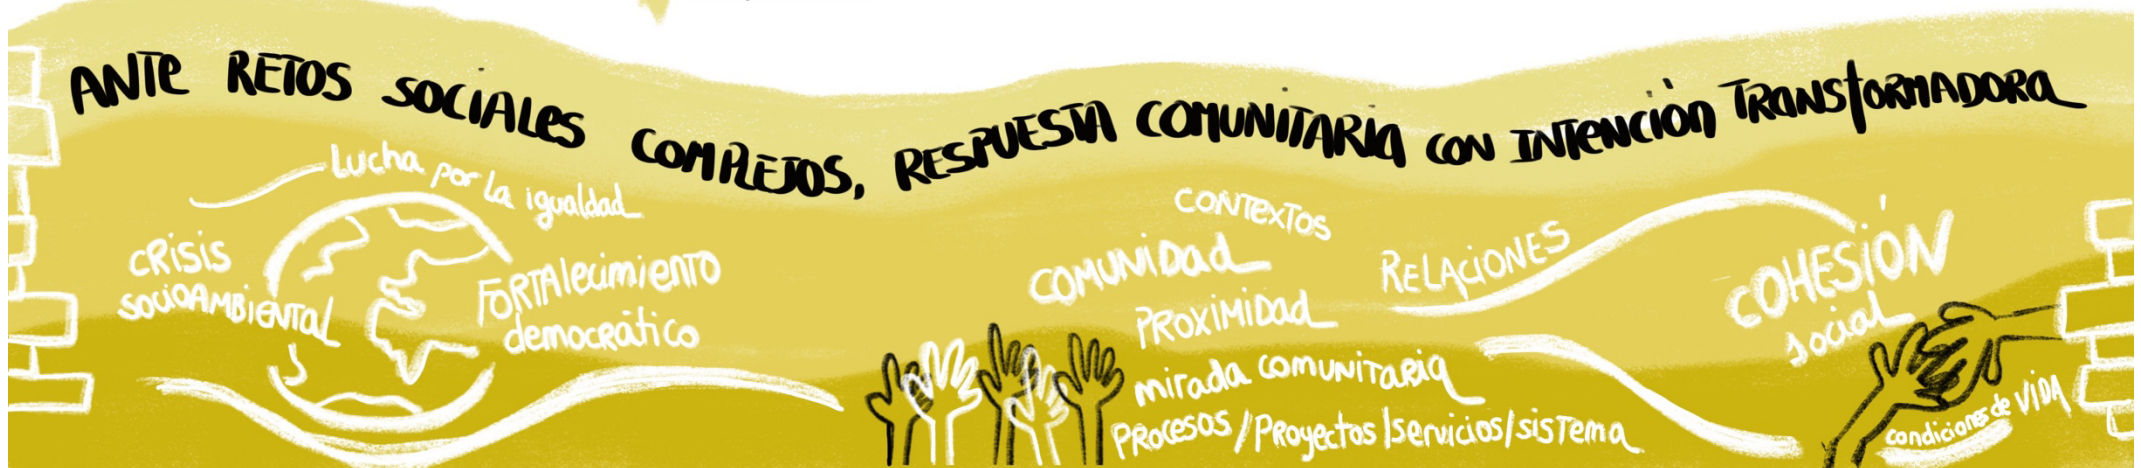 ANTE RETOS SOCIALES COMPLEJOS, RESPUESTA COMUNITARIA CON INTENCIÓN TRANSFORMADORA
Lucha por la igualdad
CRISIS
SOCIOAMBIENTAL
FORTALECIMIENTO
democrático
CONTEXTOS
COMUNIDAD
PROXIMIDAD
mirada comunitaria
PROCESOS/PROYECTOS/servicios/sistema
RELACIONES
COHESIÓN
social
condiciones de VIDA